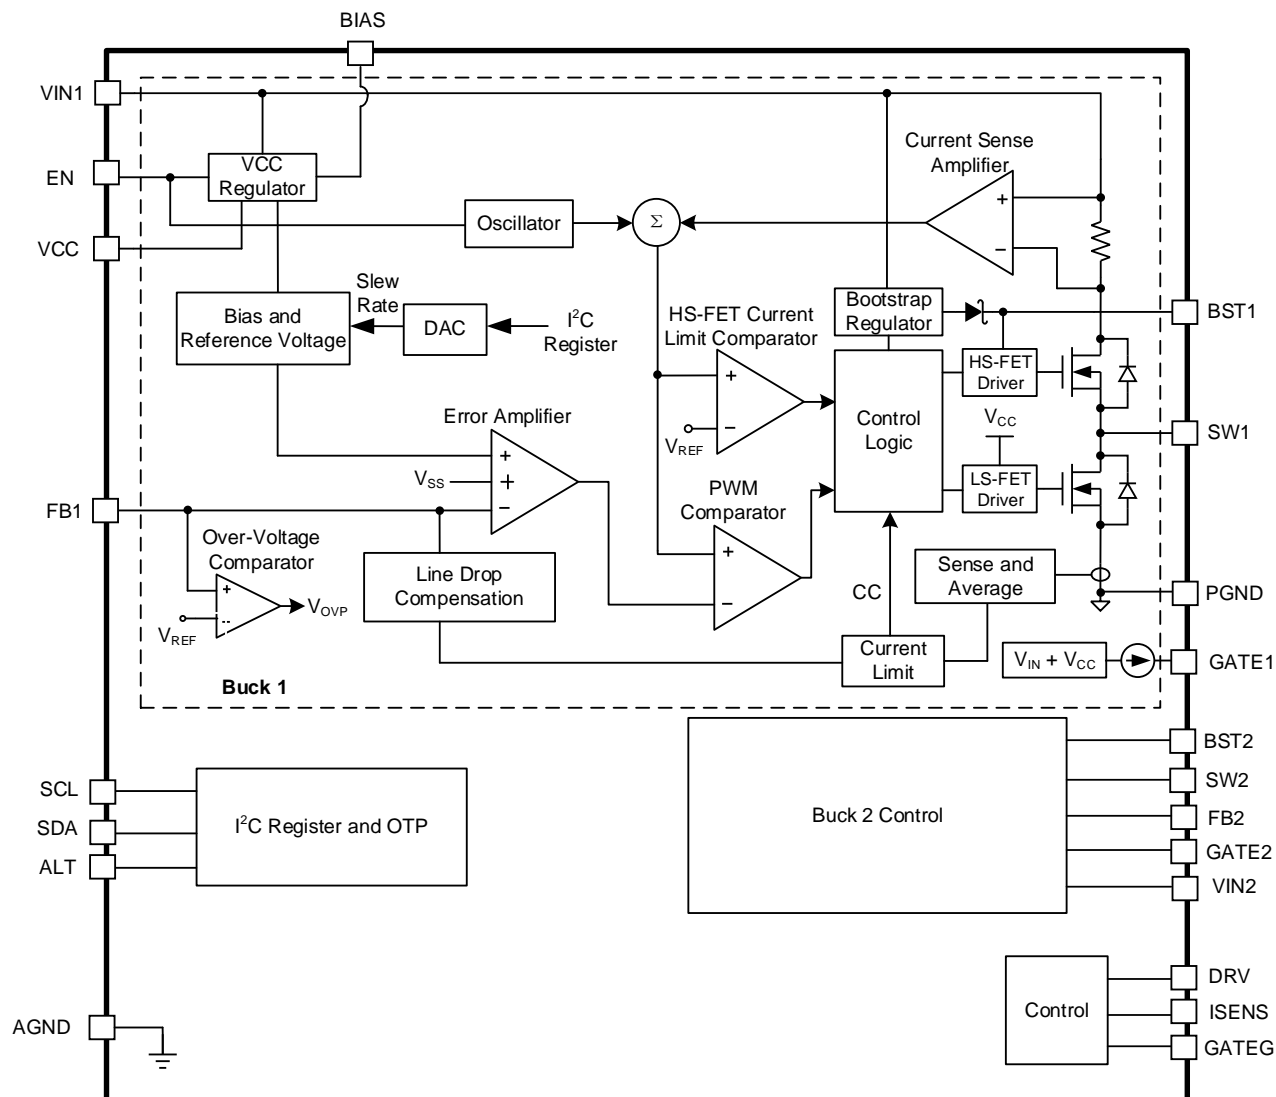 BIAS
VIN1
EN
VCC
VCC
Regulator
Oscillator
Σ
Current Sense
Amplifier
+
−
Slew
Rate
Bias and
Reference Voltage
DAC
I²C
Register
HS-FET Current
Limit Comparator
+
−
VREF
Bootstrap
Regulator
BST1
HS-FET
Driver
Control
Logic
VCC
SW1
LS-FET
Driver
Error Amplifier
+
VSS
+
−
FB1
Over-Voltage
Comparator
+
--
VREF
VOVP
Line Drop
Compensation
PWM
Comparator
+
−
CC
Sense and
Average
PGND
Current
Limit
VIN + VCC
GATE1
Buck 1
SCL
SDA
ALT
I²C Register and OTP
Buck 2 Control
BST2
SW2
FB2
GATE2
VIN2
AGND
Control
DRV
ISENS
GATEG